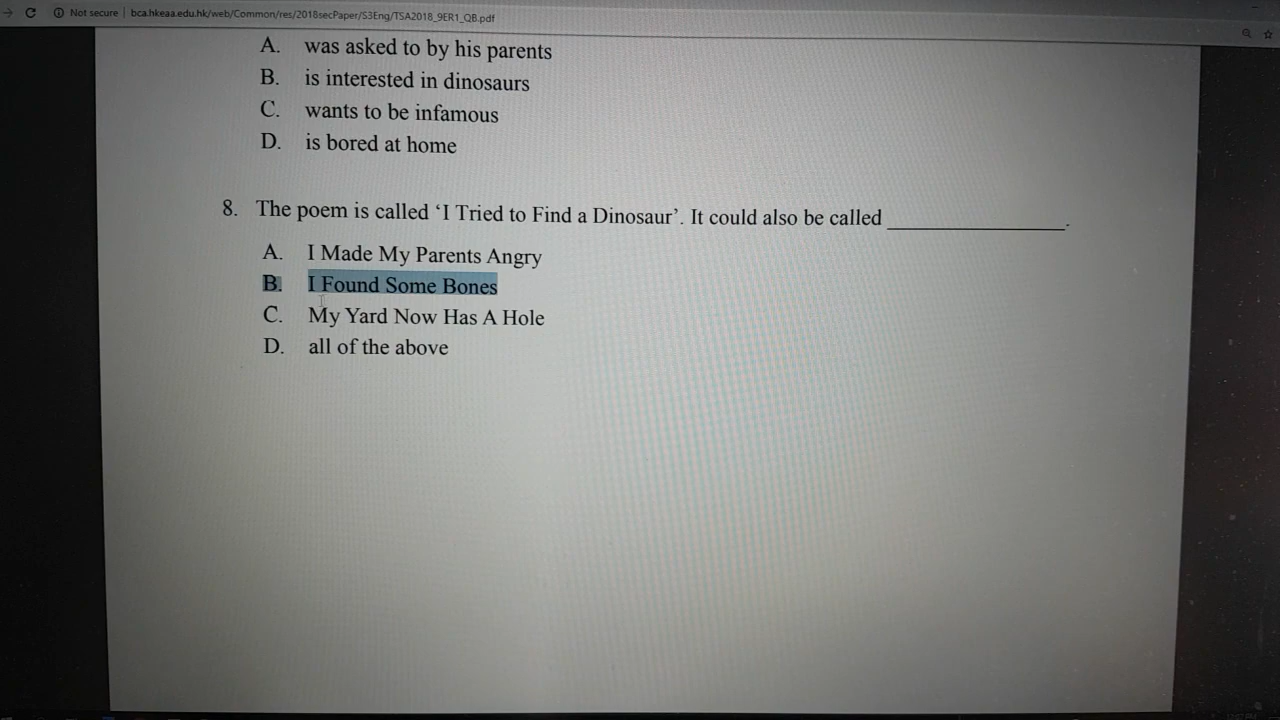 Not secure | bca.hkeaa.edu.hk/web/Common/res/2018secPaper/S3Eng/TSA2018_9ER1_QB.pdf
A. was asked to by his parents
B. is interested in dinosaurs
C. wants to be infamous
D. is bored at home
8. The poem is called ‘I Tried to Find a Dinosaur’. It could also be called _________________.
A. I Made My Parents Angry
B. I Found Some Bones
C. My Yard Now Has A Hole
D. all of the above